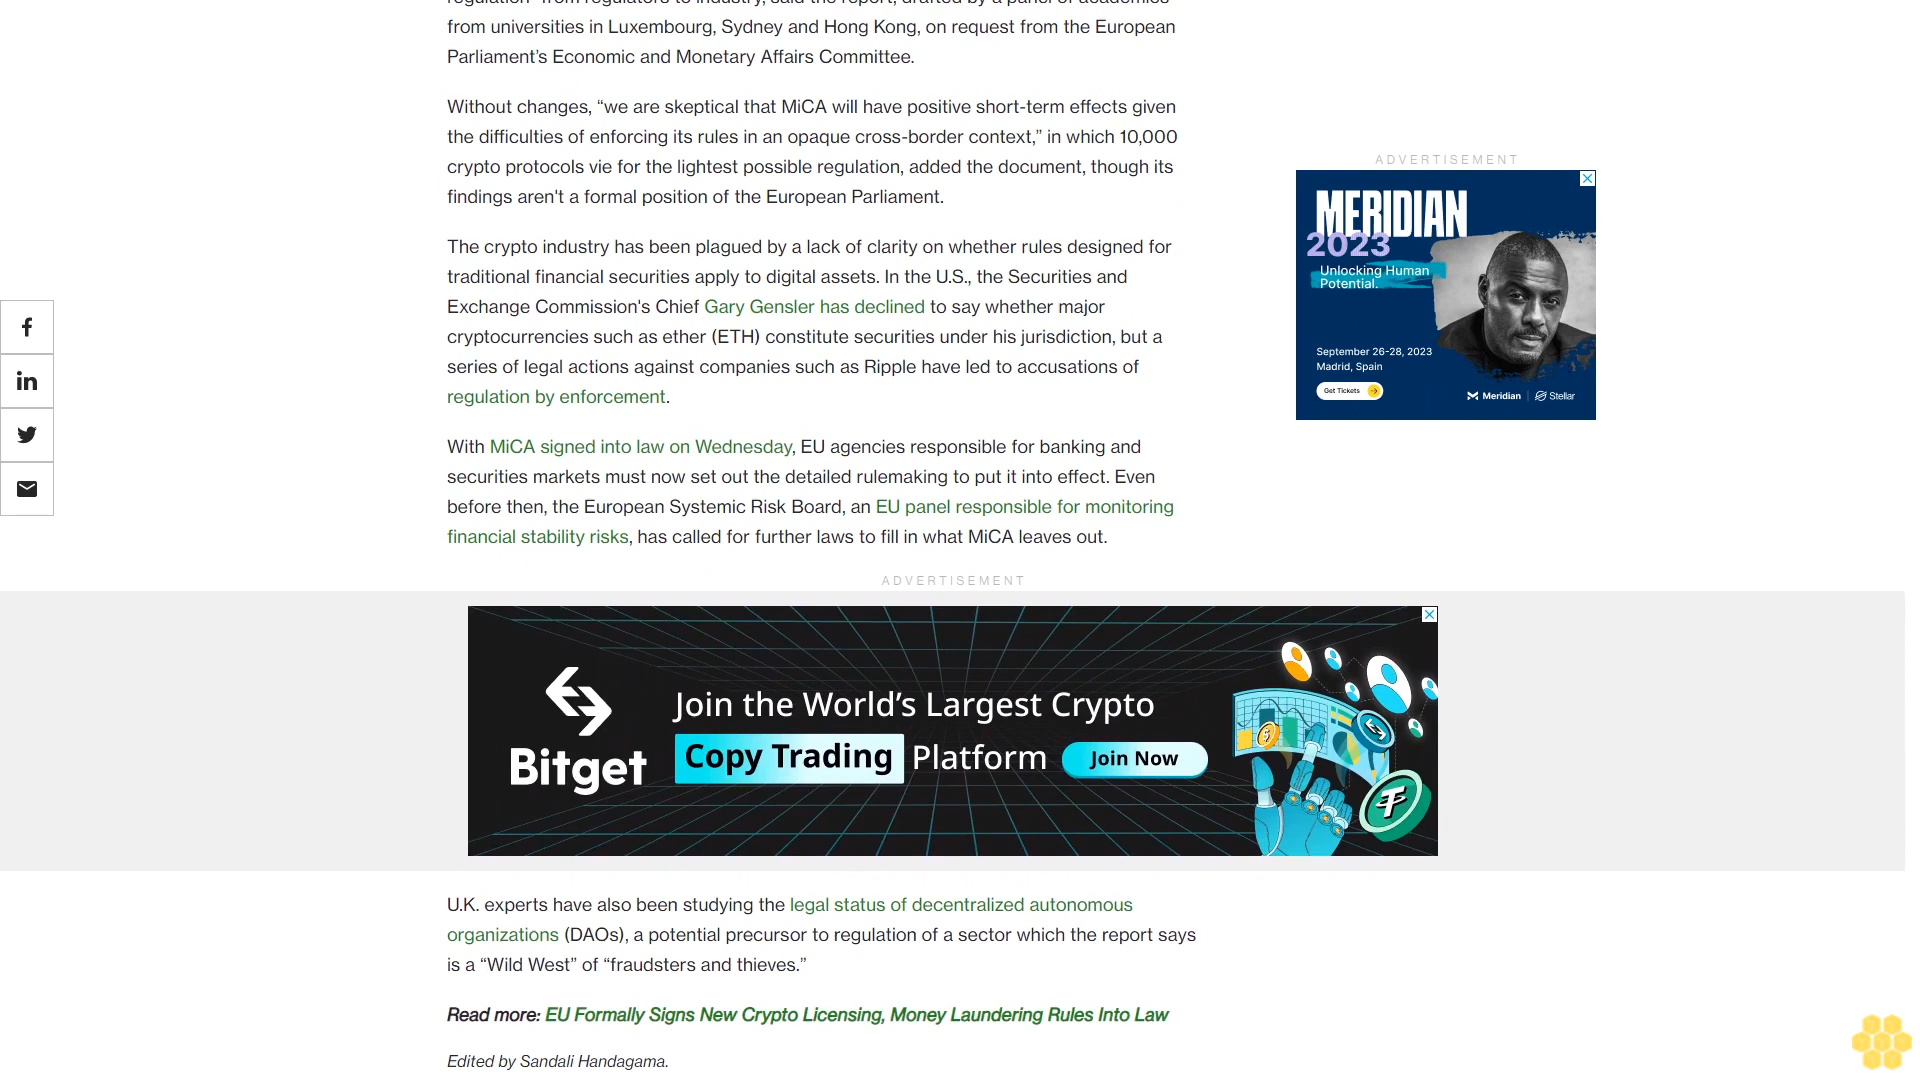 regulation" from regulators to industry, said the report, drafted by a panel of academics
from universities in Luxembourg, Sydney and Hong Kong, on request from the European
Parliament’s Economic and Monetary Affairs Committee.
Without changes, “we are skeptical that MiCA will have positive short-term effects given
the difficulties of enforcing its rules in an opaque cross-border context,” in which 10,000
crypto protocols vie for the lightest possible regulation, added the document, though its
findings aren't a formal position of the European Parliament.
The crypto industry has been plagued by a lack of clarity on whether rules designed for
traditional financial securities apply to digital assets. In the U.S., the Securities and
Exchange Commission's Chief Gary Gensler has declined to say whether major
cryptocurrencies such as ether (ETH) constitute securities under his jurisdiction, but a
series of legal actions against companies such as Ripple have led to accusations of
regulation by enforcement.
With MiCA signed into law on Wednesday, EU agencies responsible for banking and
securities markets must now set out the detailed rulemaking to put it into effect. Even
before then, the European Systemic Risk Board, an EU panel responsible for monitoring
financial stability risks, has called for further laws to fill in what MiCA leaves out.
ADVERTISEMENT
MERIDIAN
2023
Unlocking Human
Potential.
September 26-28, 2023
Madrid, Spain
Get Tickets
Meridian | Stellar
ADVERTISEMENT
Bitget
Join the World’s Largest Crypto
Copy Trading Platform Join Now
U.K. experts have also been studying the legal status of decentralized autonomous
organizations (DAOs), a potential precursor to regulation of a sector which the report says
is a “Wild West” of “fraudsters and thieves.”
Read more: EU Formally Signs New Crypto Licensing, Money Laundering Rules Into Law
Edited by Sandali Handagama.